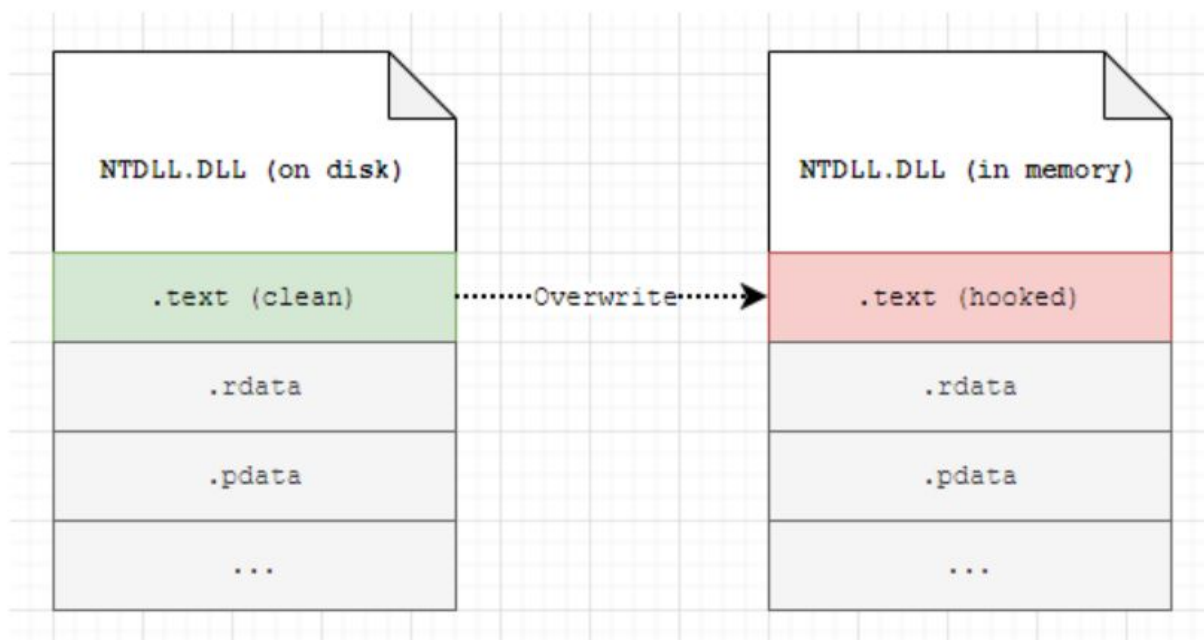 NTDLL.DLL (on disk)
NTDLL.DLL (in memory)
.text (clean)
Overwrite
.text (hooked)
.rdata
.rdata
.pdata
.pdata
...
...